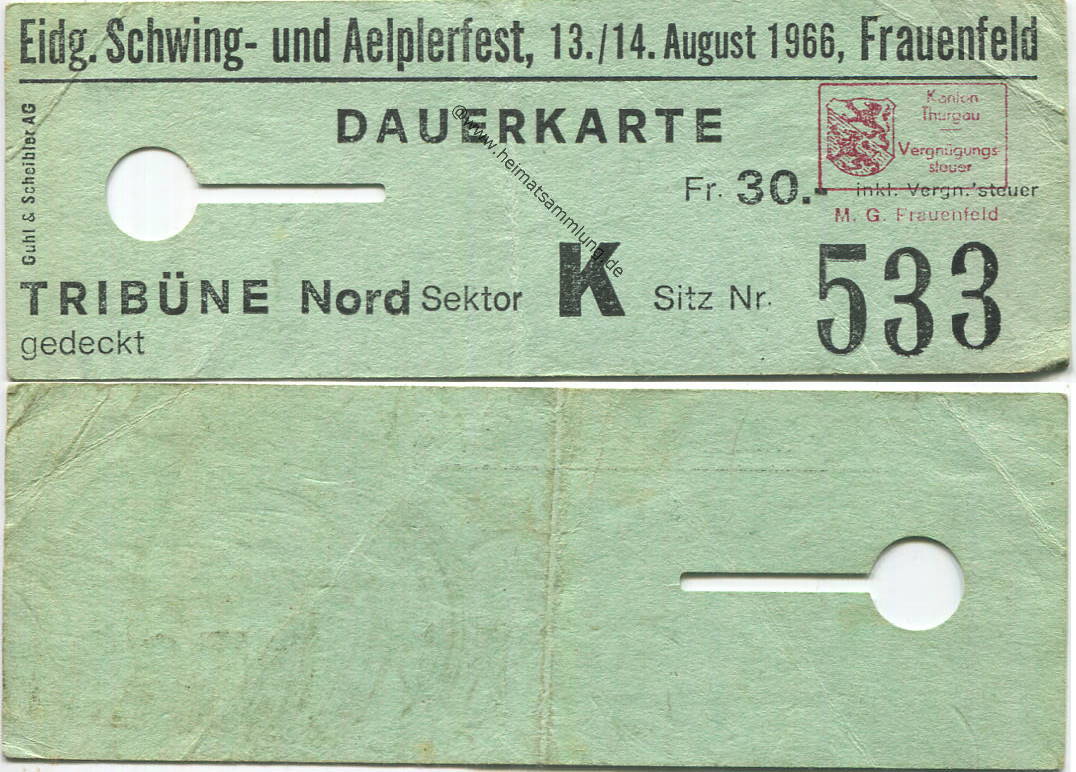 Eidg. Schwing- und Aelplerfest, 13./14. August 1966, Frauenfeld
Guhl & Scheibler AG
DAUERKARTE
Kanton
Thurgau
Vergnügungs
steuer
Fr. 30.- inkl. Vergn.'steuer
M. G. Frauenfeld
TRIBÜNE Nord Sektor K Sitz Nr. 533
gedeckt
@www.heimatsammlung.de